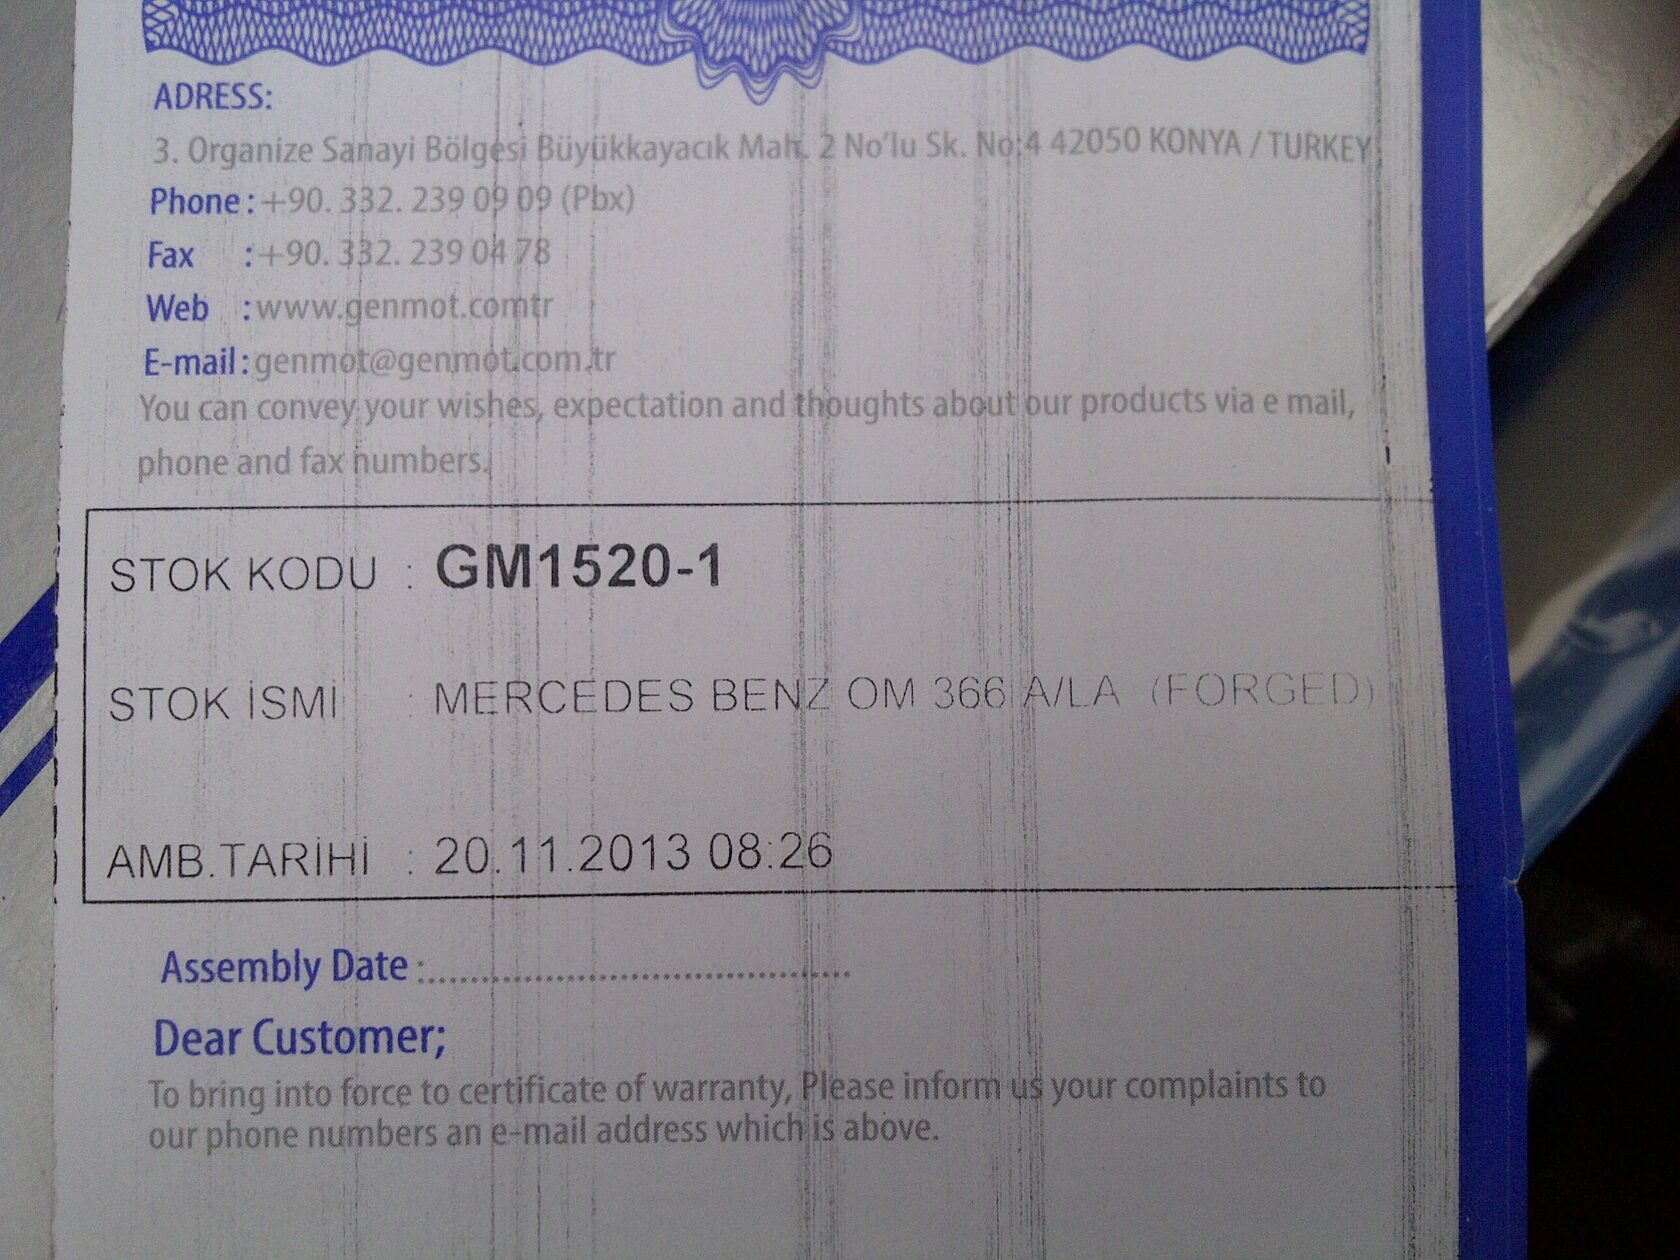 ADRESS:
3. Organize Sanayi Bölgesi Büyükkayacık Mah. 2 No'lu Sk. No:4 42050 KONYA / TURKEY
Phone : +90. 332. 239 09 09 (Pbx)
Fax : +90. 332. 239 04 78
Web : www.genmot.comtr
E-mail : genmot@genmot.com.tr
You can convey your wishes, expectation and thoughts about our products via e mail,
phone and fax numbers.
STOK KODU : GM1520-1
STOK İSMİ : MERCEDES BENZ OM 366 A/LA (FORGED)
AMB.TARİHİ : 20.11.2013 08:26
Assembly Date :..............................................
Dear Customer;
To bring into force to certificate of warranty, Please inform us your complaints to
our phone numbers an e-mail address which is above.